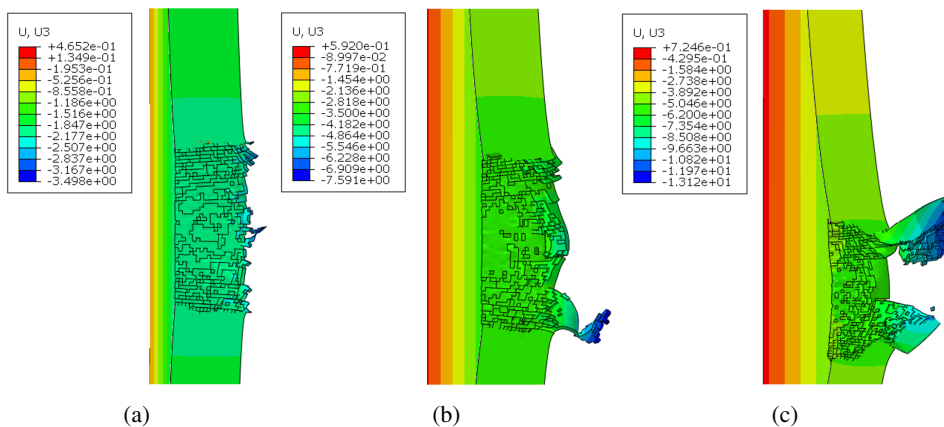 U, U3
+4.652e-01
+1.349e-01
-1.953e-01
-5.256e-01
-8.558e-01
-1.186e+00
-1.516e+00
-1.847e+00
-2.177e+00
-2.507e+00
-2.837e+00
-3.167e+00
-3.498e+00
U, U3
+5.920e-01
-8.997e-02
-7.719e-01
-1.454e+00
-2.136e+00
-2.818e+00
-3.500e+00
-4.182e+00
-4.864e+00
-5.546e+00
-6.228e+00
-6.909e+00
-7.591e+00
U, U3
+7.246e-01
-4.295e-01
-1.584e+00
-2.738e+00
-3.892e+00
-5.046e+00
-6.200e+00
-7.354e+00
-8.508e+00
-9.663e+00
-1.082e+01
-1.197e+01
-1.312e+01
(a)
(b)
(c)